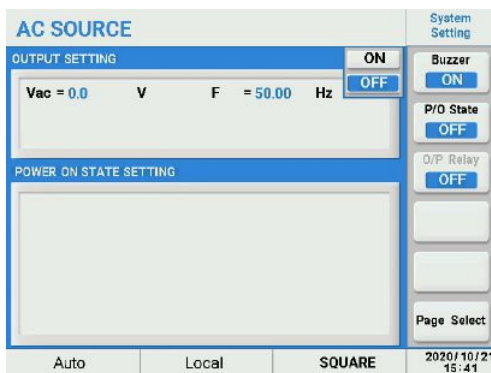 AC SOURCE
OUTPUT SETTING
ON
OFF
Vac = 0.0 V F = 50.00 Hz
POWER ON STATE SETTING
System
Setting
Buzzer
ON
P/O State
OFF
O/P Relay
OFF
Page Select
Auto
Local
SQUARE
2020/10/21
15:41